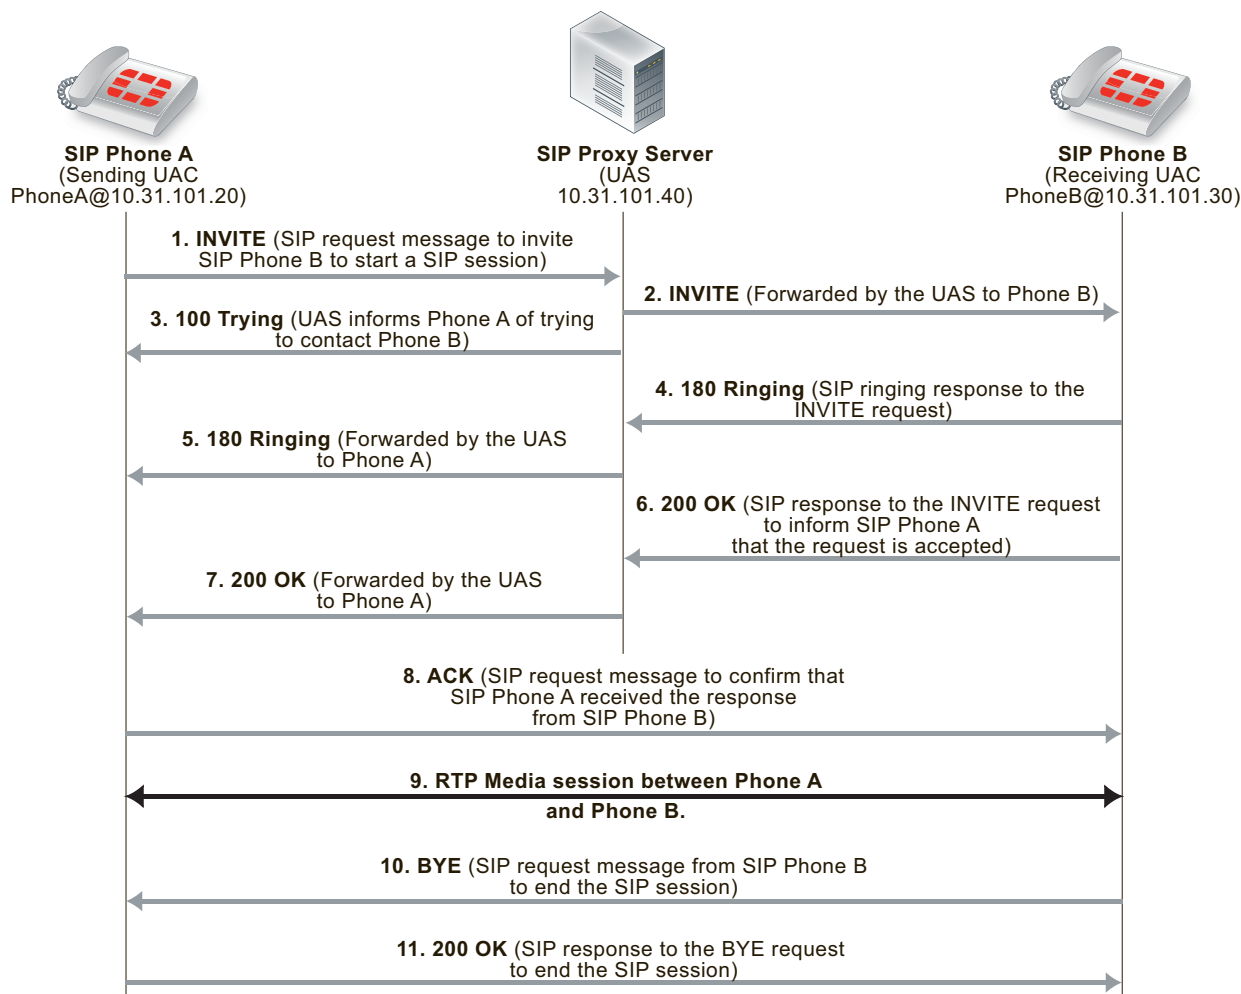 SIP Phone A
(Sending UAC
PhoneA@10.31.101.20)
SIP Proxy Server
(UAS
10.31.101.40)
SIP Phone B
(Receiving UAC
PhoneB@10.31.101.30)
1. INVITE (SIP request message to invite
SIP Phone B to start a SIP session)
2. INVITE (Forwarded by the UAS to Phone B)
3. 100 Trying (UAS informs Phone A of trying
to contact Phone B)
4. 180 Ringing (SIP ringing response to the
INVITE request)
5. 180 Ringing (Forwarded by the UAS
to Phone A)
6. 200 OK (SIP response to the INVITE request
to inform SIP Phone A
that the request is accepted)
7. 200 OK (Forwarded by the UAS
to Phone A)
8. ACK (SIP request message to confirm that
SIP Phone A received the response
from SIP Phone B)
9. RTP Media session between Phone A
and Phone B.
10. BYE (SIP request message from SIP Phone B
to end the SIP session)
11. 200 OK (SIP response to the BYE request
to end the SIP session)